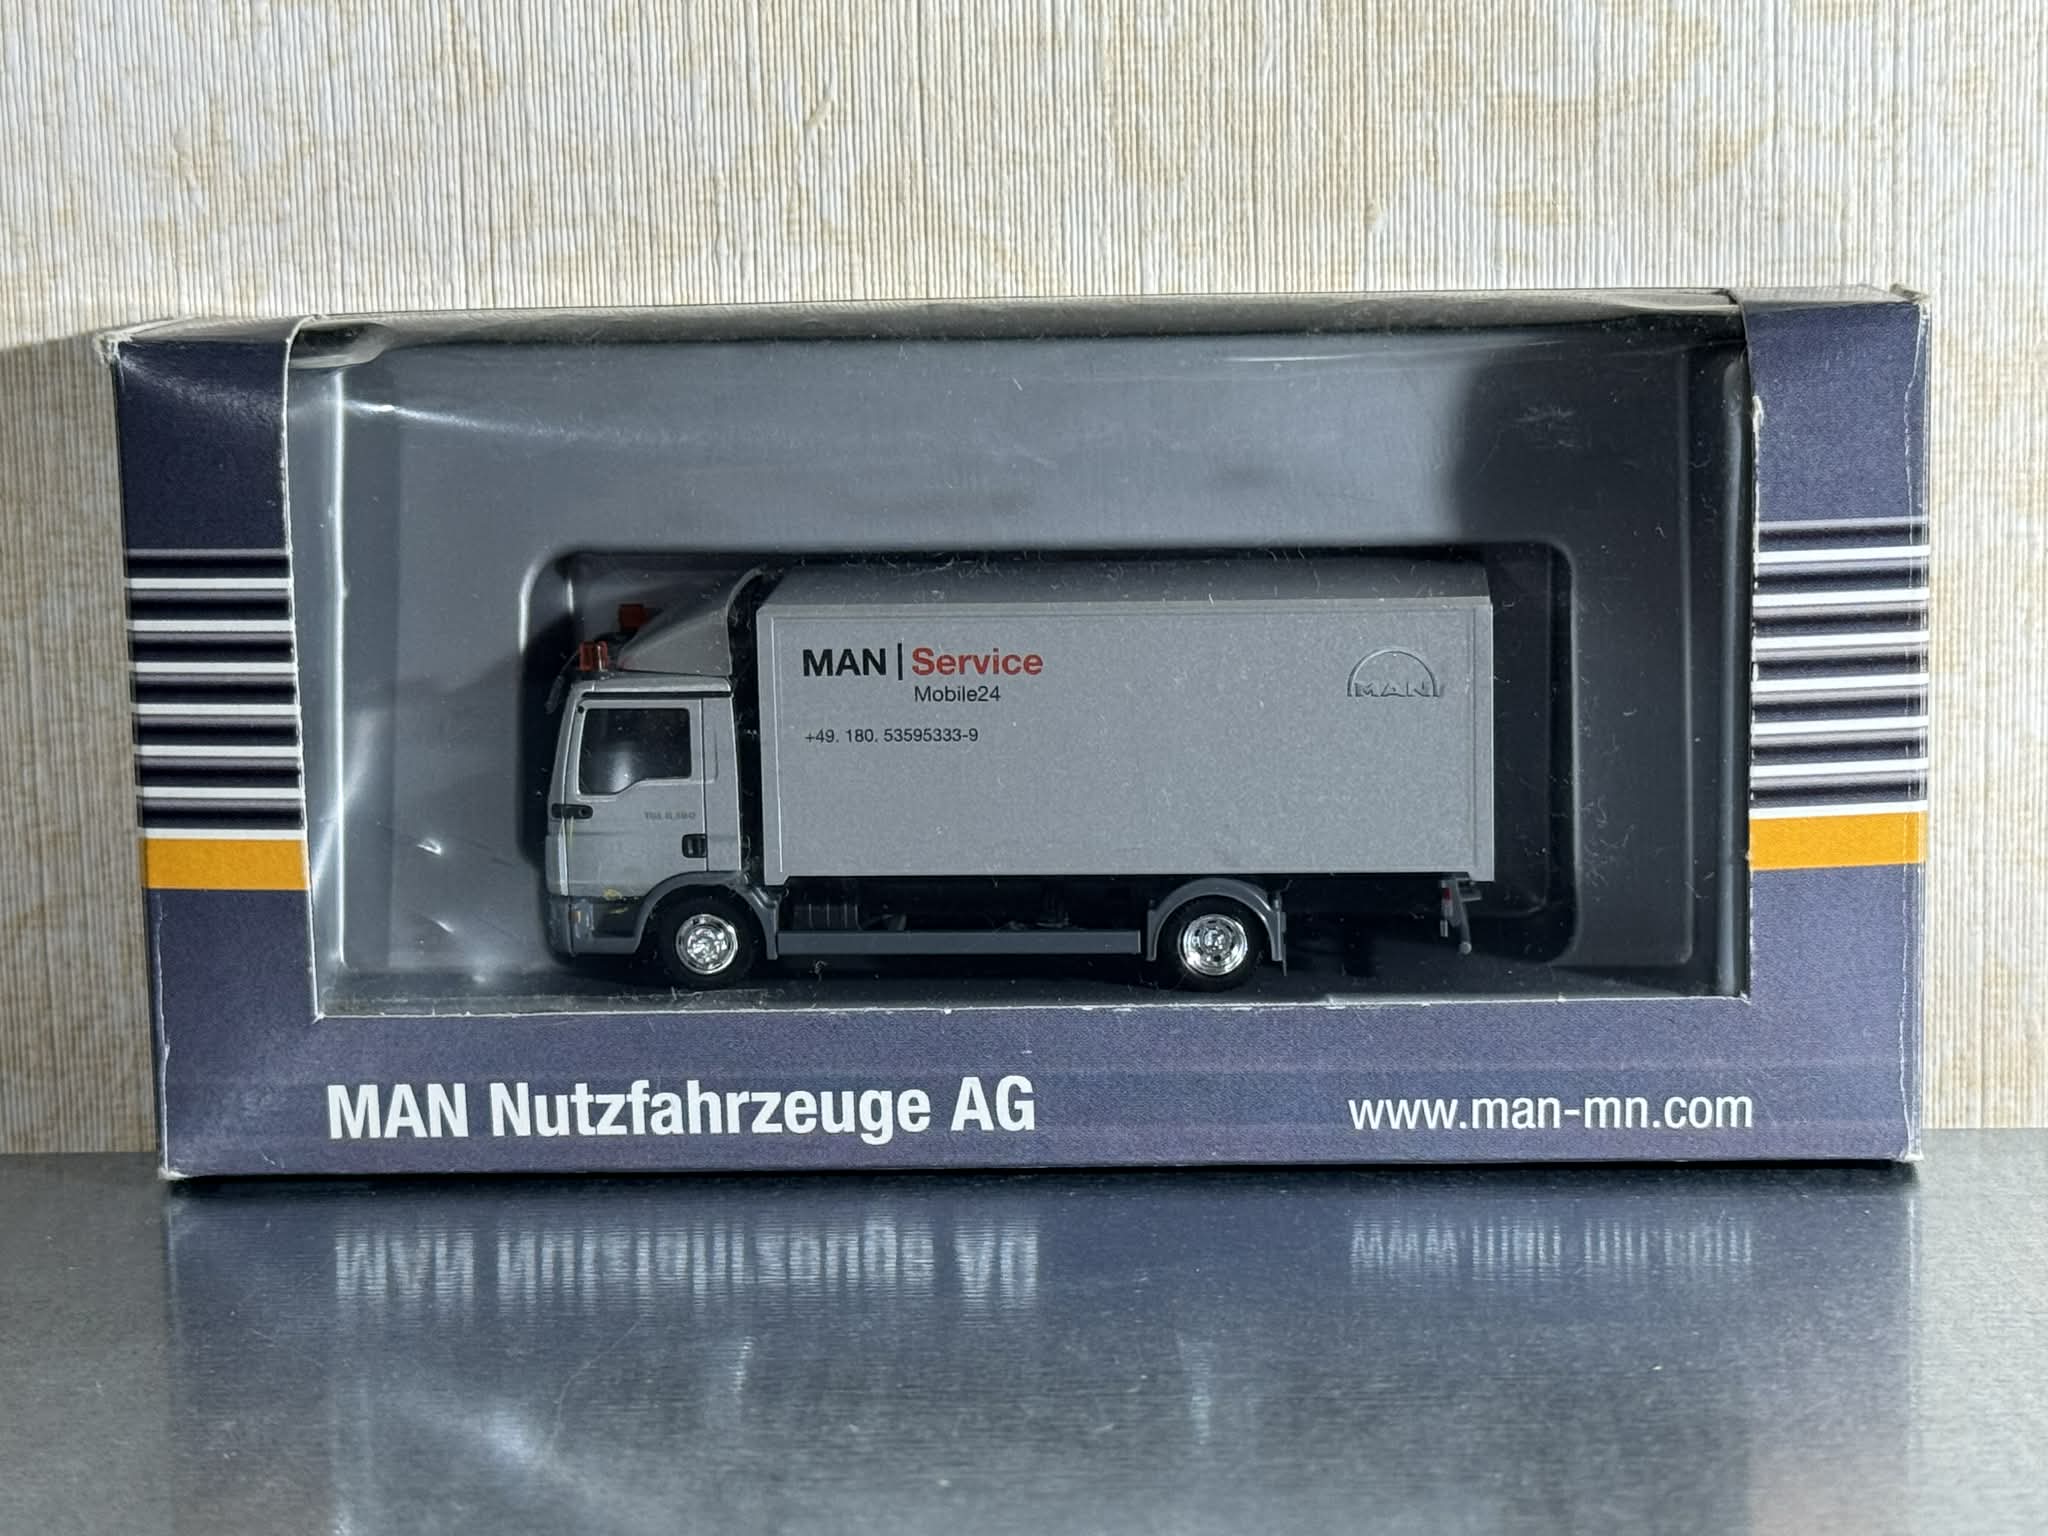 MAN | Service
Mobile24
+49. 180. 53595333-9
MAN
MAN Nutzfahrzeuge AG
www.man-mn.com